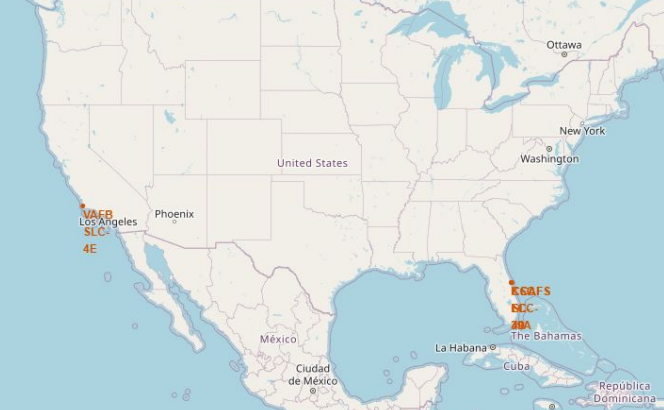 Ottawa
New York
Washington
United States
Phoenix
VAFB
Los Angeles
SLC-
4E
The Bahamas
La Habana
Cuba
México
Ciudad
de México
República
Dominicana